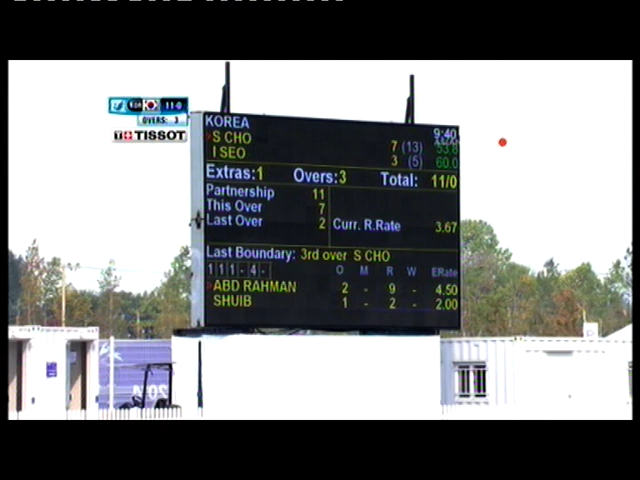 KOR 11-0
OVERS: 3
TISSOT
KOREA 9:40
S CHO 7 (13) 53.8
I SEO 3 (5) 60.0
Extras:1 Overs:3 Total: 11/0
Partnership 11
This Over 7
Last Over 2 Curr. R.Rate 3.67
Last Boundary: 3rd over S CHO
1 1 1 - 4 - O M R W ERate
ABD RAHMAN 2 - 9 - 4.50
SHUIB 1 - 2 - 2.00